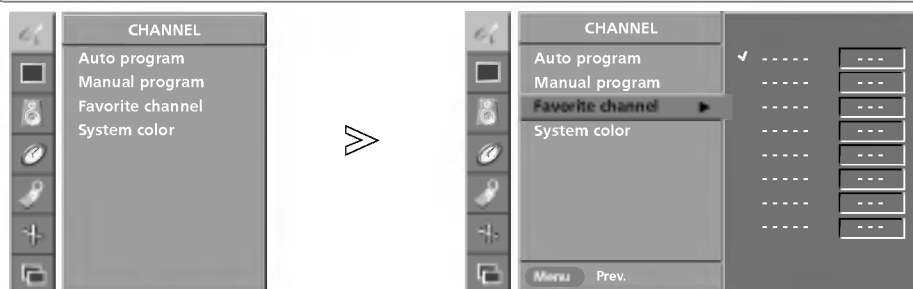 CHANNEL
Auto program
Manual program
Favorite channel
System color
CHANNEL
Auto program
Manual program
Favorite channel
System color
Menu Prev.
- - - - - - - -
- - - - - - - -
- - - - - - - -
- - - - - - - -
- - - - - - - -
- - - - - - - -
- - - - - - - -
- - - - - - - -